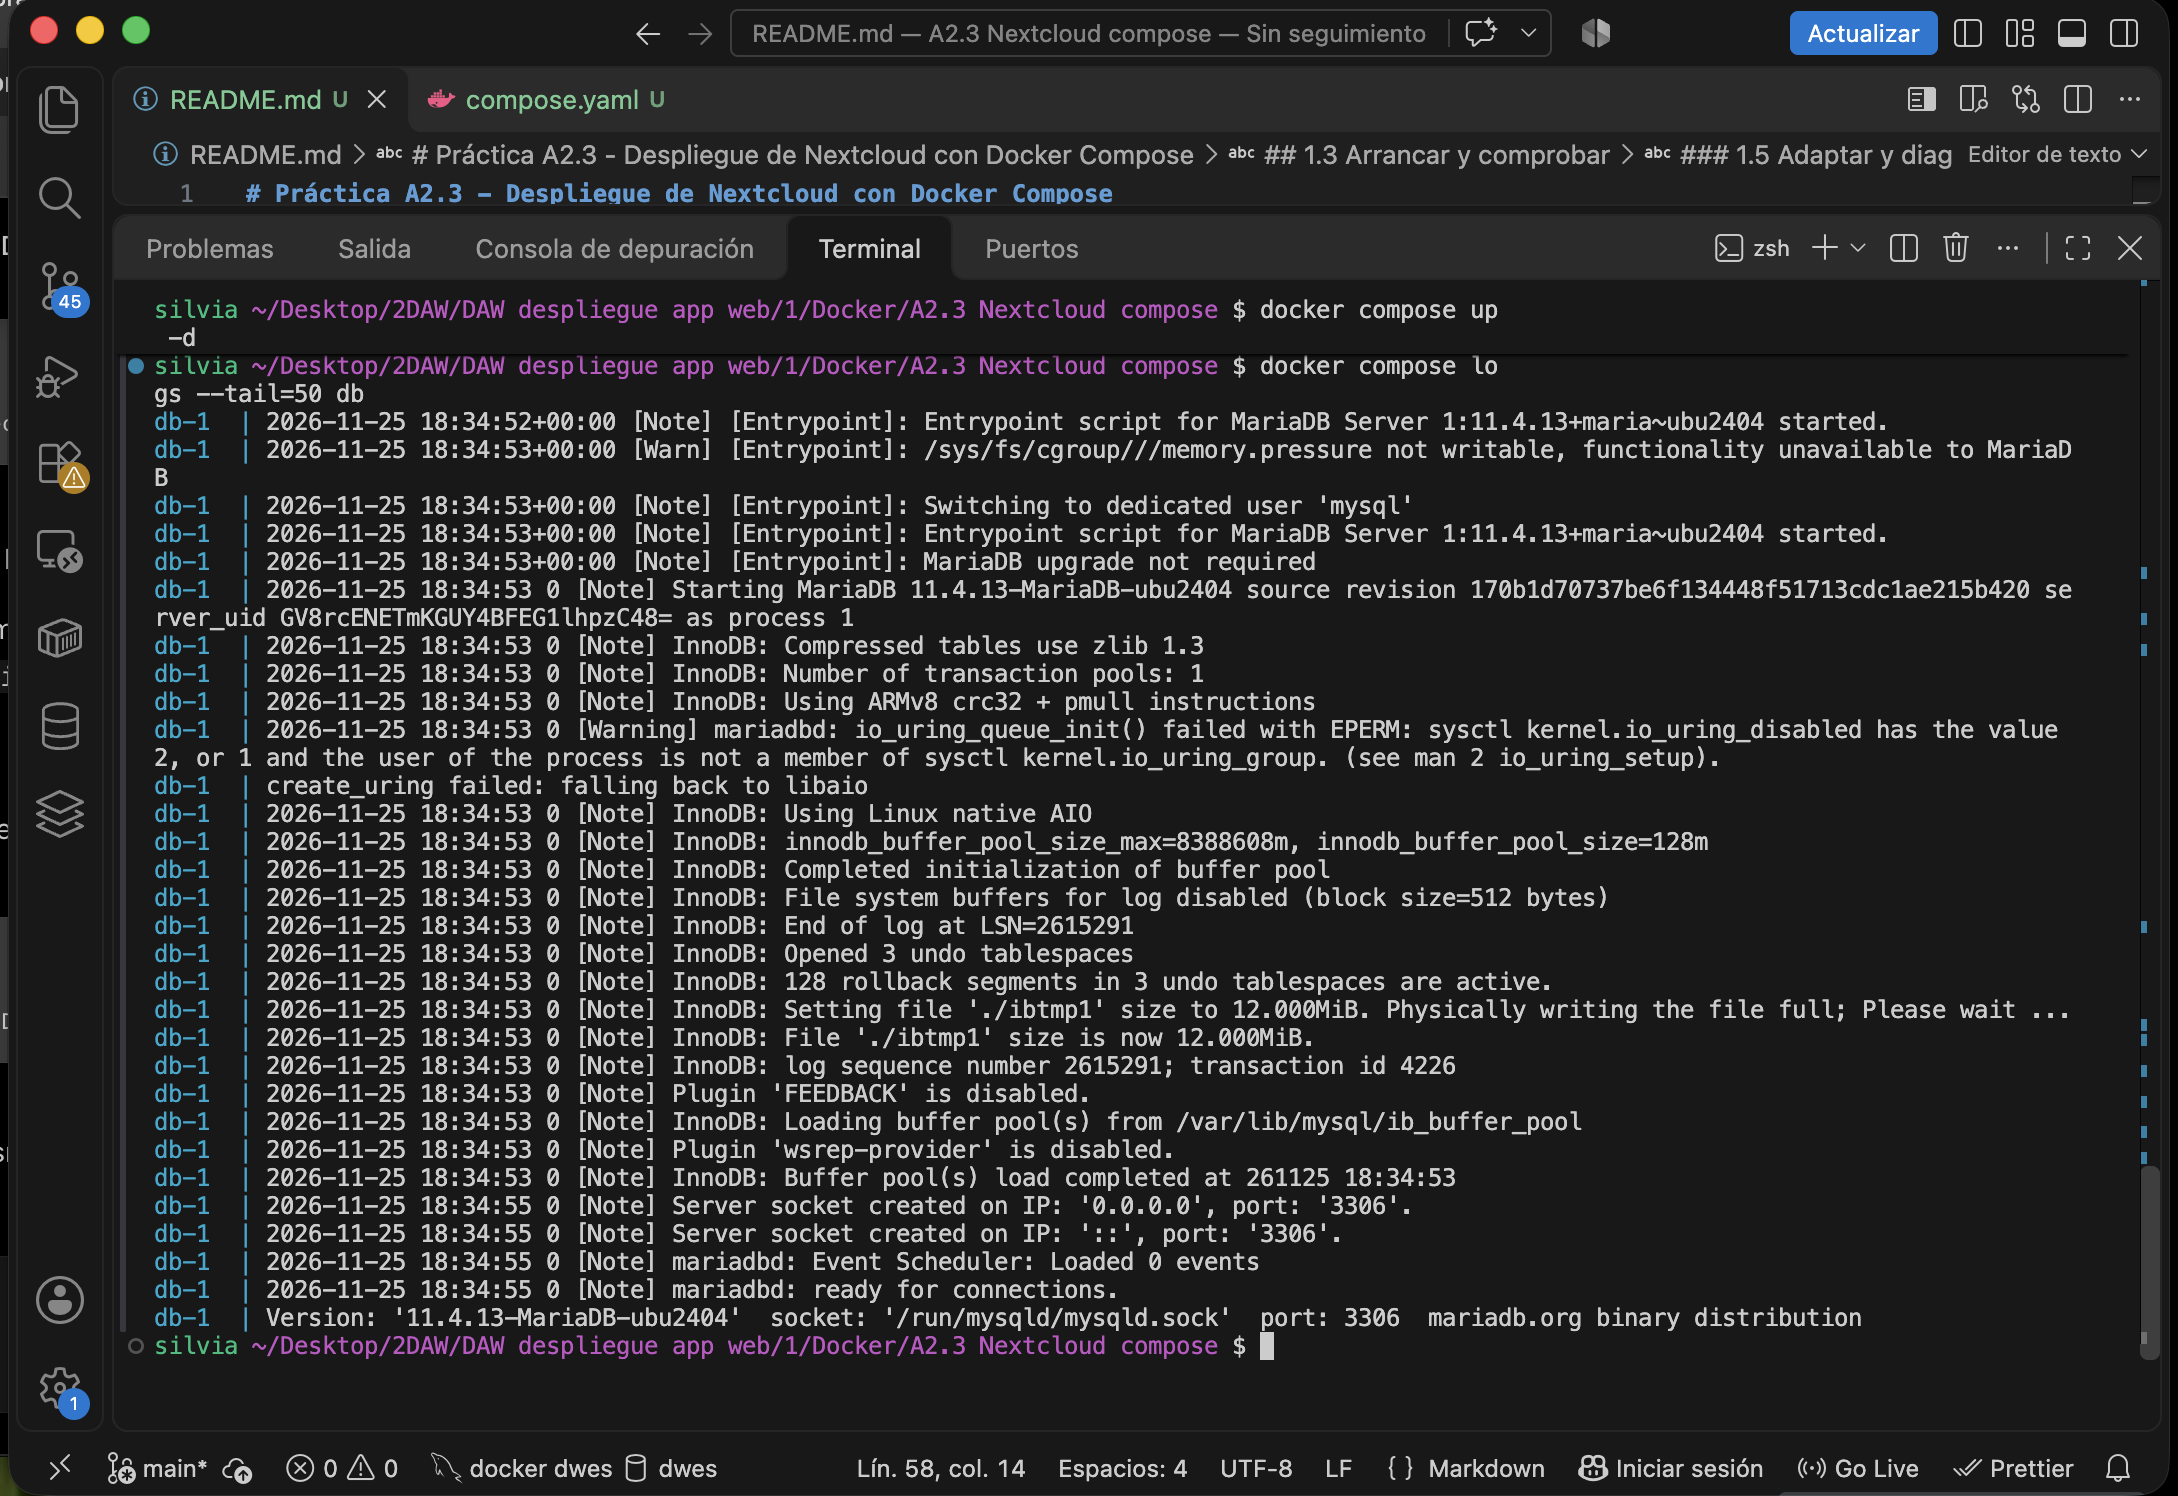 README.md — A2.3 Nextcloud compose — Sin seguimiento
Actualizar
README.md U
compose.yaml U
README.md > abc # Práctica A2.3 - Despliegue de Nextcloud con Docker Compose > abc ## 1.3 Arrancar y comprobar > abc ### 1.5 Adaptar y diag
Editor de texto
1 # Práctica A2.3 - Despliegue de Nextcloud con Docker Compose
Problemas Salida Consola de depuración Terminal Puertos
zsh
silvia ~/Desktop/2DAW/DAW despliegue app web/1/Docker/A2.3 Nextcloud compose $ docker compose up
-d
silvia ~/Desktop/2DAW/DAW despliegue app web/1/Docker/A2.3 Nextcloud compose $ docker compose lo
gs --tail=50 db
db-1 | 2026-11-25 18:34:52+00:00 [Note] [Entrypoint]: Entrypoint script for MariaDB Server 1:11.4.13+maria~ubu2404 started.
db-1 | 2026-11-25 18:34:53+00:00 [Warn] [Entrypoint]: /sys/fs/cgroup///memory.pressure not writable, functionality unavailable to MariaD
B
db-1 | 2026-11-25 18:34:53+00:00 [Note] [Entrypoint]: Switching to dedicated user 'mysql'
db-1 | 2026-11-25 18:34:53+00:00 [Note] [Entrypoint]: Entrypoint script for MariaDB Server 1:11.4.13+maria~ubu2404 started.
db-1 | 2026-11-25 18:34:53+00:00 [Note] [Entrypoint]: MariaDB upgrade not required
db-1 | 2026-11-25 18:34:53 0 [Note] Starting MariaDB 11.4.13-MariaDB-ubu2404 source revision 170b1d70737be6f134448f51713cdc1ae215b420 se
rver_uid GV8rcENETmKGUY4BFEG1lhpzC48= as process 1
db-1 | 2026-11-25 18:34:53 0 [Note] InnoDB: Compressed tables use zlib 1.3
db-1 | 2026-11-25 18:34:53 0 [Note] InnoDB: Number of transaction pools: 1
db-1 | 2026-11-25 18:34:53 0 [Note] InnoDB: Using ARMv8 crc32 + pmull instructions
db-1 | 2026-11-25 18:34:53 0 [Warning] mariadbd: io_uring_queue_init() failed with EPERM: sysctl kernel.io_uring_disabled has the value
2, or 1 and the user of the process is not a member of sysctl kernel.io_uring_group. (see man 2 io_uring_setup).
db-1 | create_uring failed: falling back to libaio
db-1 | 2026-11-25 18:34:53 0 [Note] InnoDB: Using Linux native AIO
db-1 | 2026-11-25 18:34:53 0 [Note] InnoDB: innodb_buffer_pool_size_max=8388608m, innodb_buffer_pool_size=128m
db-1 | 2026-11-25 18:34:53 0 [Note] InnoDB: Completed initialization of buffer pool
db-1 | 2026-11-25 18:34:53 0 [Note] InnoDB: File system buffers for log disabled (block size=512 bytes)
db-1 | 2026-11-25 18:34:53 0 [Note] InnoDB: End of log at LSN=2615291
db-1 | 2026-11-25 18:34:53 0 [Note] InnoDB: Opened 3 undo tablespaces
db-1 | 2026-11-25 18:34:53 0 [Note] InnoDB: 128 rollback segments in 3 undo tablespaces are active.
db-1 | 2026-11-25 18:34:53 0 [Note] InnoDB: Setting file './ibtmp1' size to 12.000MiB. Physically writing the file full; Please wait ...
db-1 | 2026-11-25 18:34:53 0 [Note] InnoDB: File './ibtmp1' size is now 12.000MiB.
db-1 | 2026-11-25 18:34:53 0 [Note] InnoDB: log sequence number 2615291; transaction id 4226
db-1 | 2026-11-25 18:34:53 0 [Note] Plugin 'FEEDBACK' is disabled.
db-1 | 2026-11-25 18:34:53 0 [Note] InnoDB: Loading buffer pool(s) from /var/lib/mysql/ib_buffer_pool
db-1 | 2026-11-25 18:34:53 0 [Note] Plugin 'wsrep-provider' is disabled.
db-1 | 2026-11-25 18:34:53 0 [Note] InnoDB: Buffer pool(s) load completed at 261125 18:34:53
db-1 | 2026-11-25 18:34:55 0 [Note] Server socket created on IP: '0.0.0.0', port: '3306'.
db-1 | 2026-11-25 18:34:55 0 [Note] Server socket created on IP: '::', port: '3306'.
db-1 | 2026-11-25 18:34:55 0 [Note] mariadbd: Event Scheduler: Loaded 0 events
db-1 | 2026-11-25 18:34:55 0 [Note] mariadbd: ready for connections.
db-1 | Version: '11.4.13-MariaDB-ubu2404' socket: '/run/mysqld/mysqld.sock' port: 3306 mariadb.org binary distribution
silvia ~/Desktop/2DAW/DAW despliegue app web/1/Docker/A2.3 Nextcloud compose $
45
1
main* 0 0 docker dwes dwes Lín. 58, col. 14 Espacios: 4 UTF-8 LF {} Markdown Iniciar sesión Go Live Prettier